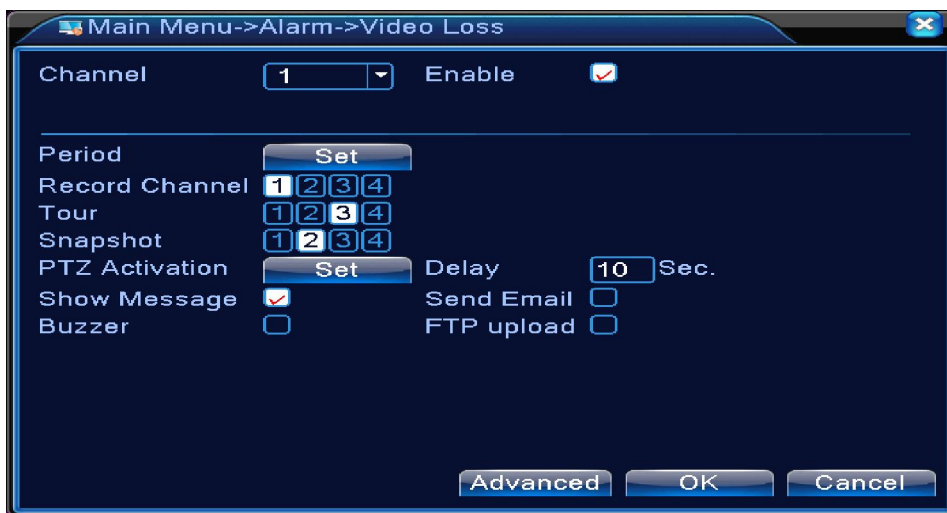 Main Menu->Alarm->Video Loss
Channel 1 Enable
Period Set
Record Channel 1 2 3 4
Tour 1 2 3 4
Snapshot 1 2 3 4
PTZ Activation Set Delay 10 Sec.
Show Message Send Email
Buzzer FTP upload
Advanced OK Cancel